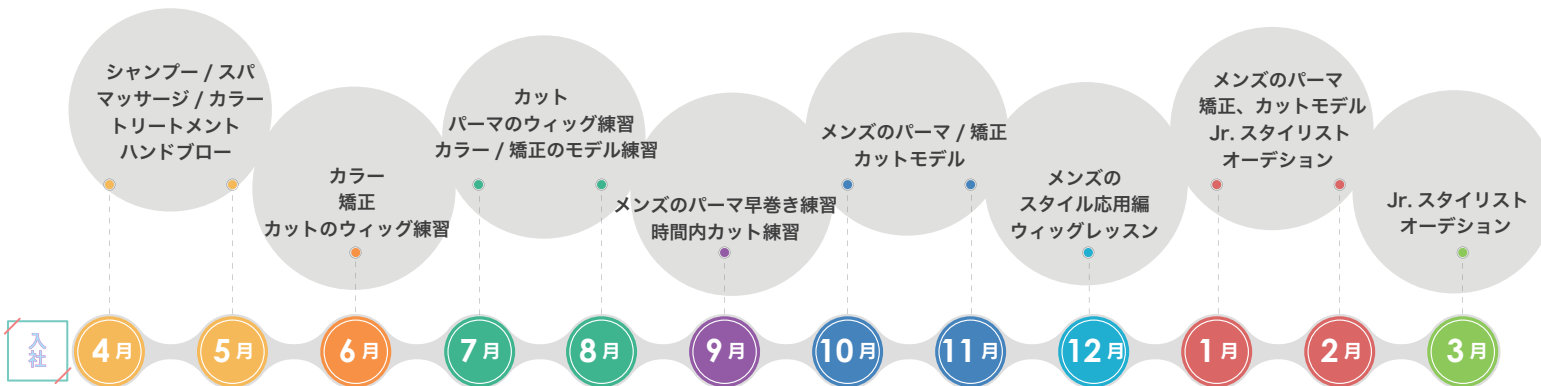 シャンプー / スパ
マッサージ / カラー
トリートメント
ハンドブロー
カラー
矯正
カットのウィッグ練習
カット
パーマのウィッグ練習
カラー / 矯正のモデル練習
メンズのパーマ早巻き練習
時間内カット練習
メンズのパーマ / 矯正
カットモデル
メンズの
スタイル応用編
ウィッグレッスン
メンズのパーマ
矯正、カットモデル
Jr. スタイリスト
オーデション
Jr. スタイリスト
オーデション
入社
4月
5月
6月
7月
8月
9月
10月
11月
12月
1月
2月
3月